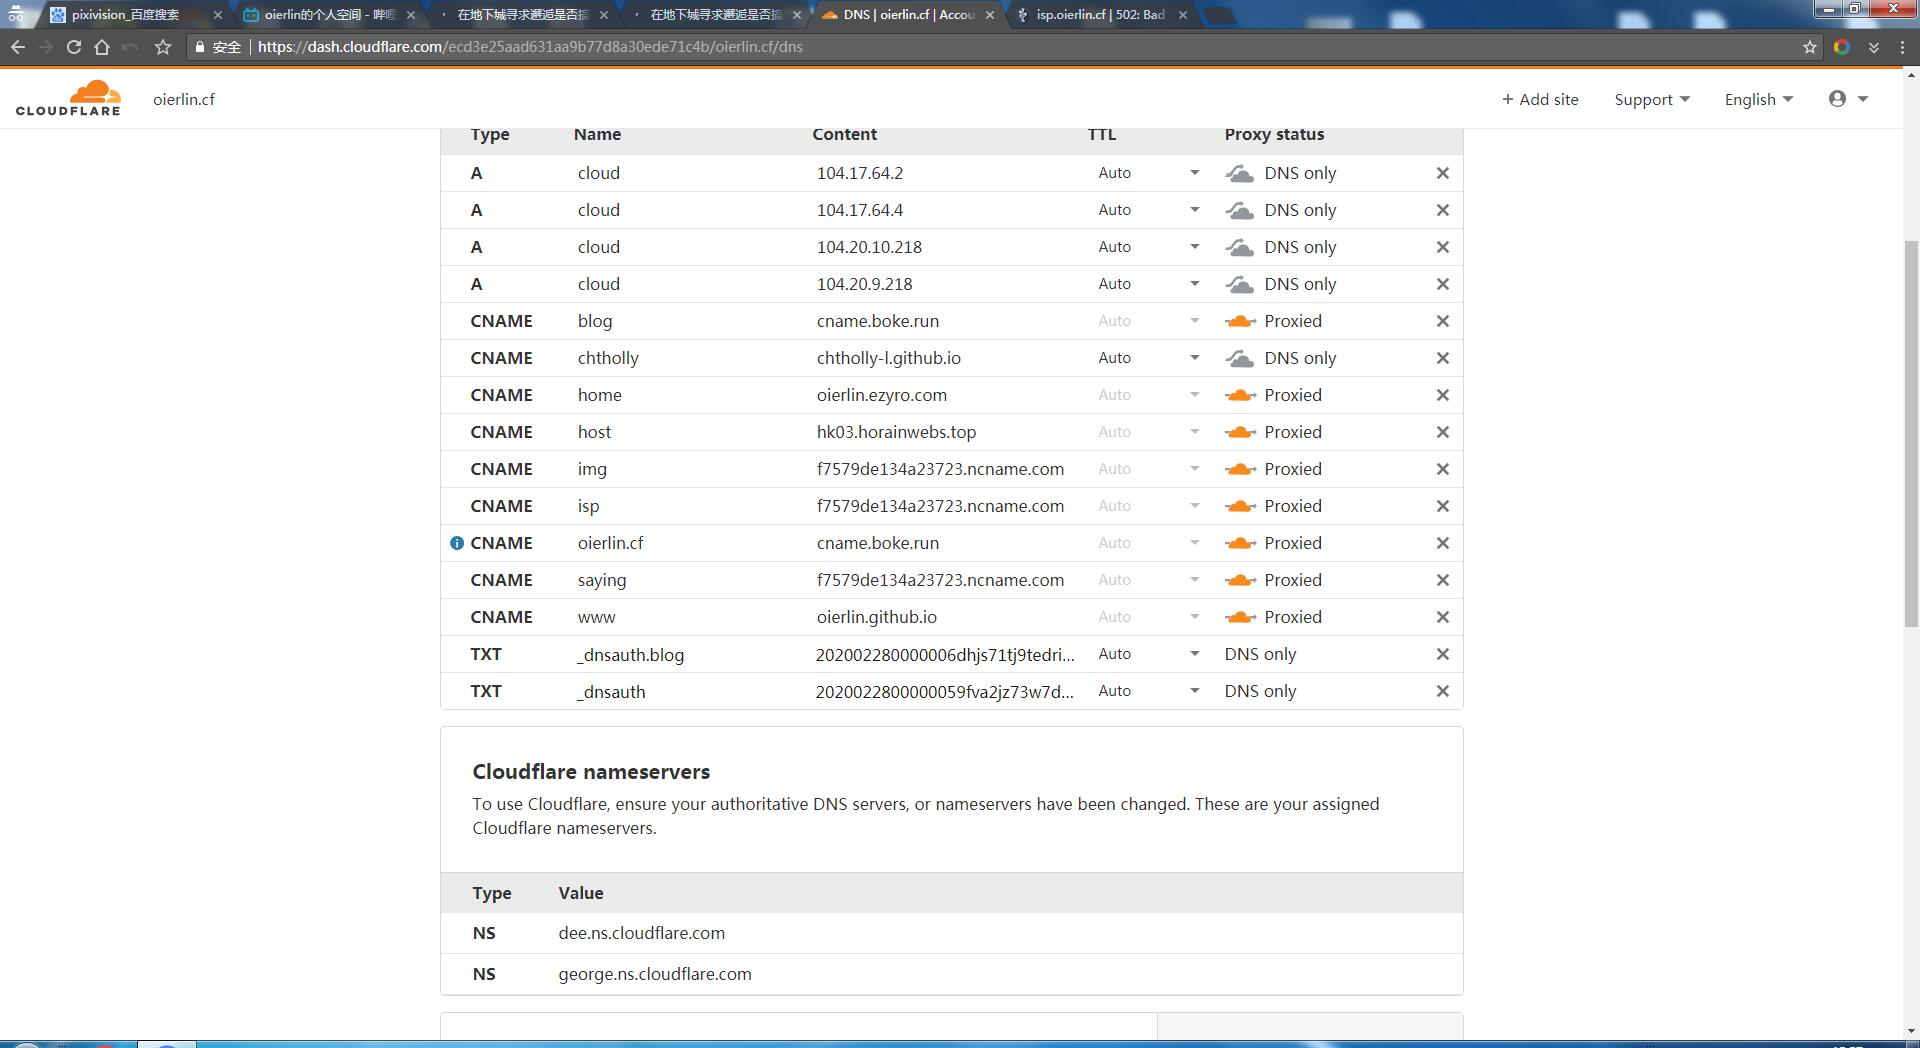 pixivision_百度搜索
oierlin的个人空间 - 哔哩
在地下城寻求邂逅是否搞
在地下城寻求邂逅是否搞
DNS | oierlin.cf | Accou
isp.oierlin.cf | 502: Bad
安全 | https://dash.cloudflare.com/ecd3e25aad631aa9b77d8a30ede71c4b/oierlin.cf/dns
CLOUDFLARE oierlin.cf + Add site Support English
Type Name Content TTL Proxy status
A cloud 104.17.64.2 Auto DNS only
A cloud 104.17.64.4 Auto DNS only
A cloud 104.20.10.218 Auto DNS only
A cloud 104.20.9.218 Auto DNS only
CNAME blog cname.boke.run Auto Proxied
CNAME chtholly chtholly-l.github.io Auto DNS only
CNAME home oierlin.ezyro.com Auto Proxied
CNAME host hk03.horainwebs.top Auto Proxied
CNAME img f7579de134a23723.ncname.com Auto Proxied
CNAME isp f7579de134a23723.ncname.com Auto Proxied
CNAME oierlin.cf cname.boke.run Auto Proxied
CNAME saying f7579de134a23723.ncname.com Auto Proxied
CNAME www oierlin.github.io Auto Proxied
TXT _dnsauth.blog 202002280000006dhjs71tj9tedri... Auto DNS only
TXT _dnsauth 2020022800000059fva2jz73w7d... Auto DNS only
Cloudflare nameservers
To use Cloudflare, ensure your authoritative DNS servers, or nameservers have been changed. These are your assigned
Cloudflare nameservers.
Type Value
NS dee.ns.cloudflare.com
NS george.ns.cloudflare.com